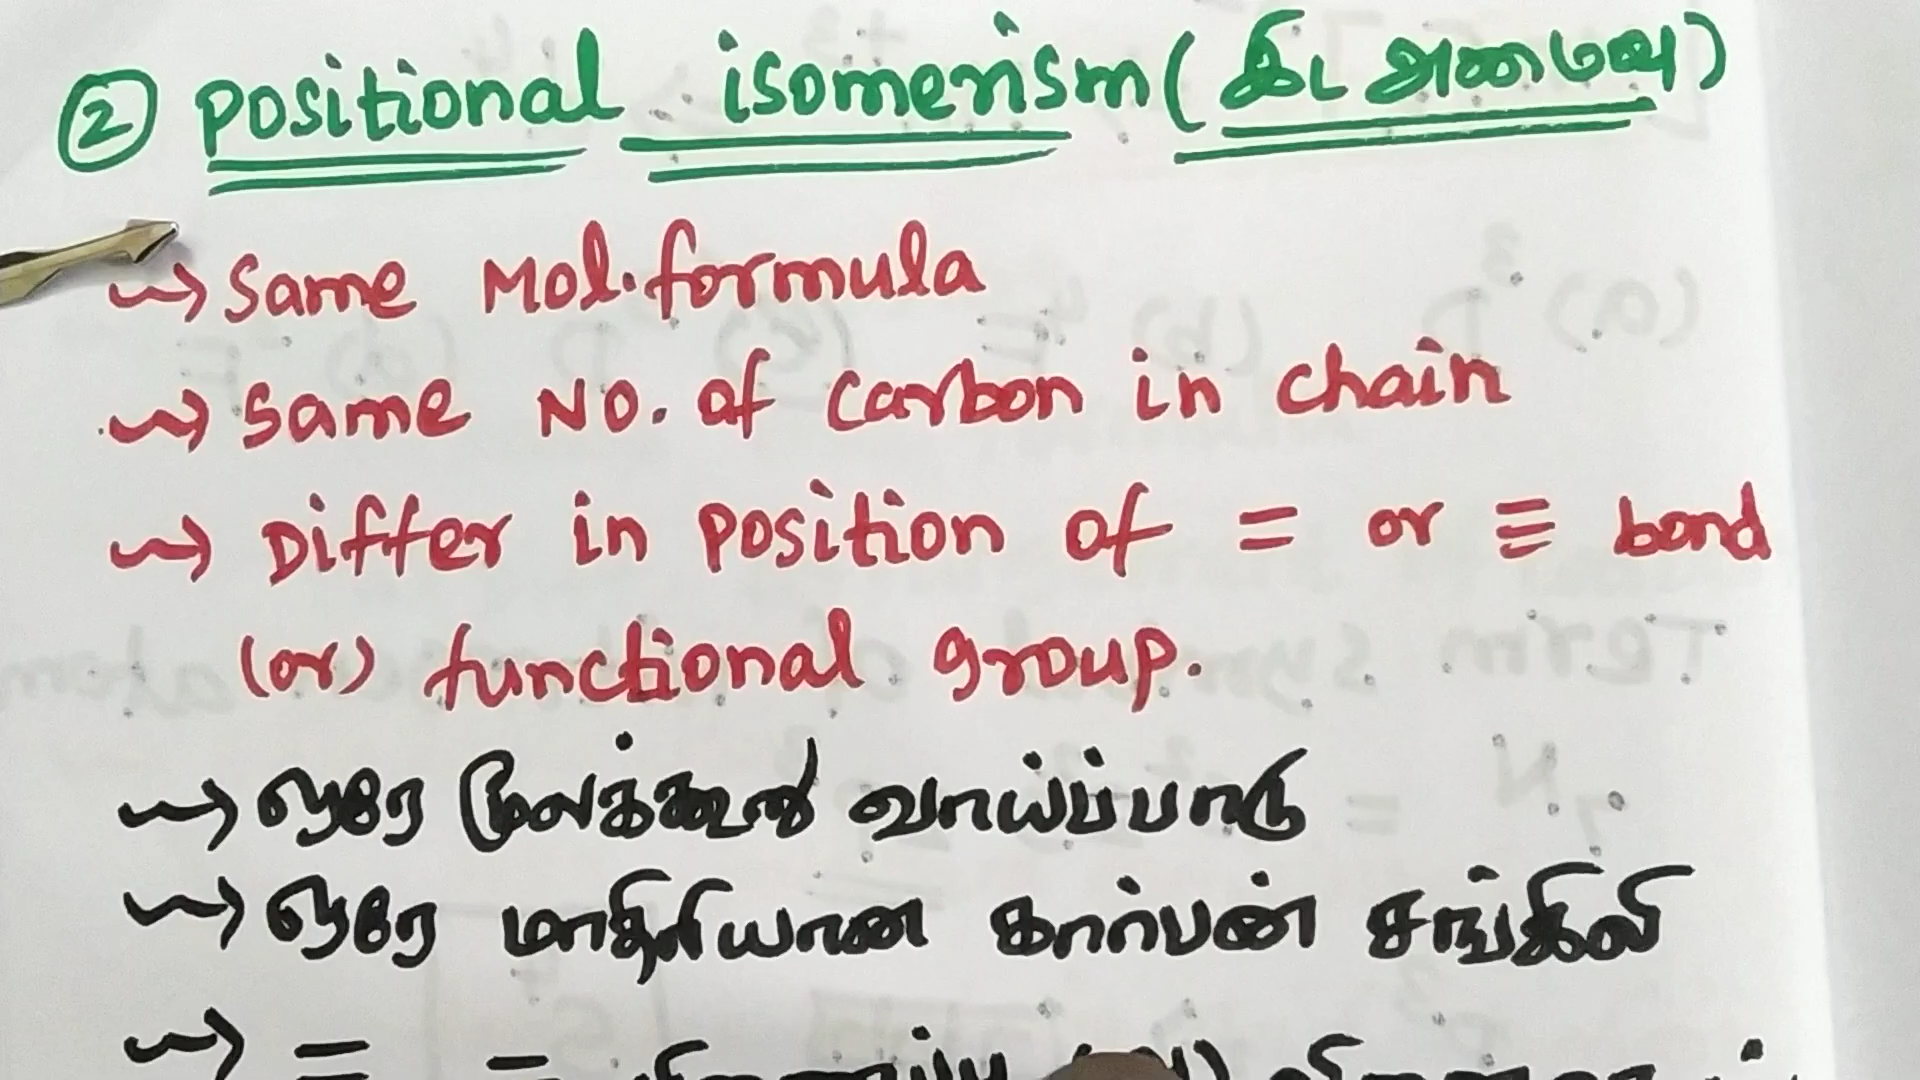 ② Positional isomerism (இட அணமவு)
→ Same Mol. formula
→ Same No. of carbon in chain
→ Differ in position of = or ≡ bond
(or) functional group.
→ ஒரே மூலக்கூறு வாய்ப்பாடு
→ ஒரே மாதிரியான கார்பன் சங்கிலி
→ =